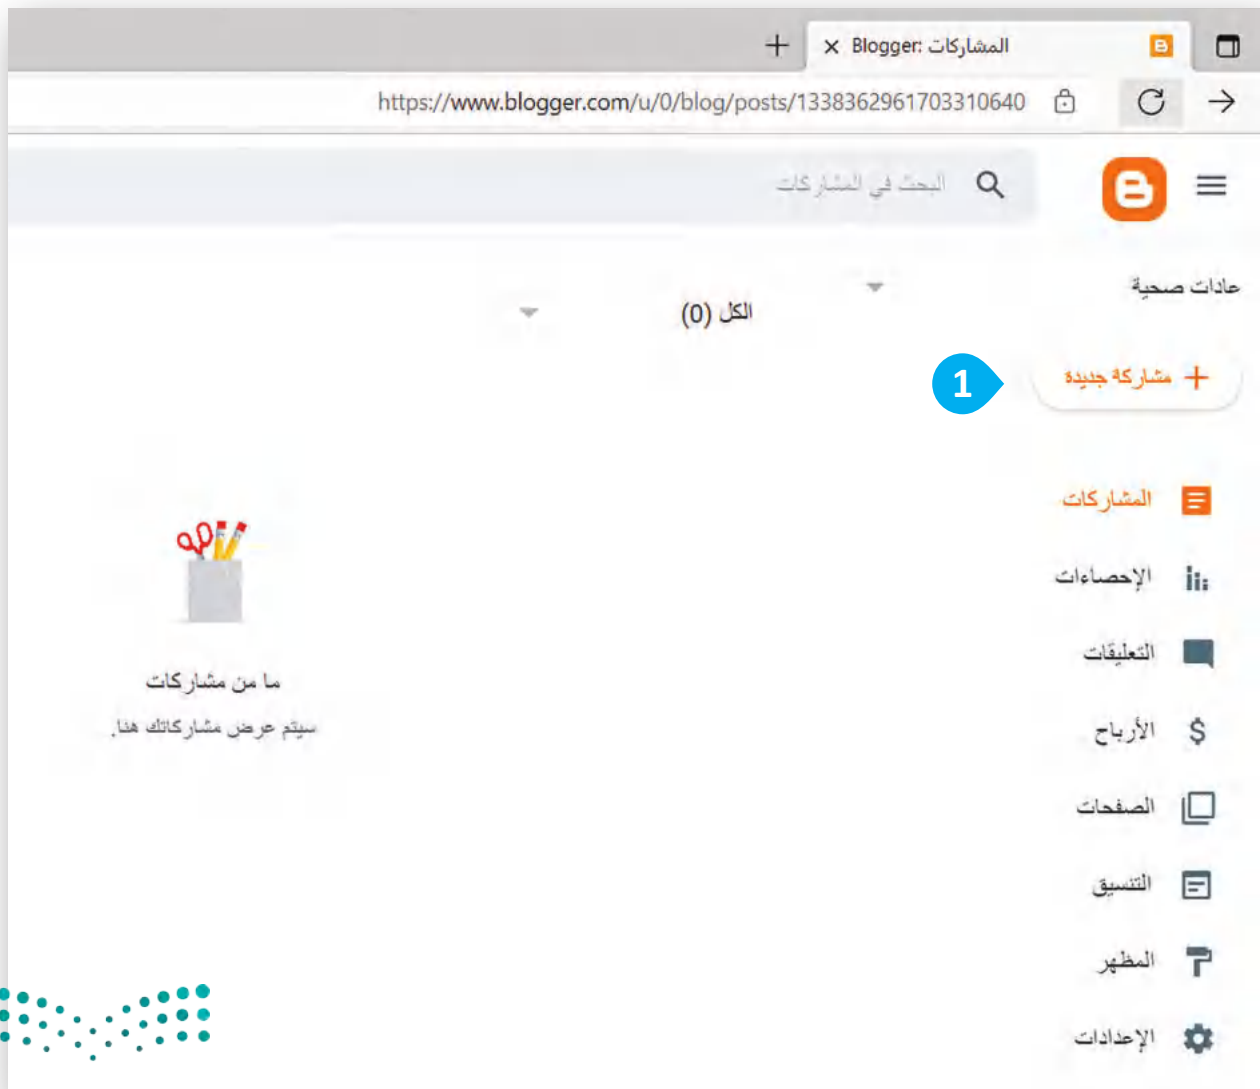 المشاركات :Blogger
https://www.blogger.com/u/0/blog/posts/1338362961703310640
البحث في المشاركات
عادات صحية
الكل (0)
مشاركة جديدة
1
المشاركات
الإحصاءات
التعليقات
الأرباح
الصفحات
التنسيق
المظهر
الإعدادات
ما من مشاركات
سيتم عرض مشاركاتك هنا.